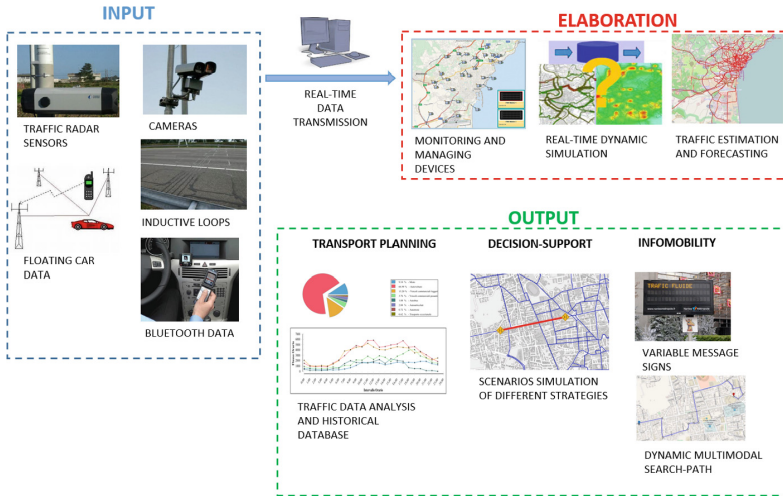 INPUT
TRAFFIC RADAR
SENSORS
CAMERAS
INDUCTIVE LOOPS
FLOATING CAR
DATA
BLUETOOTH DATA
REAL-TIME
DATA
TRANSMISSION
ELABORATION
MONITORING AND
MANAGING
DEVICES
REAL-TIME DYNAMIC
SIMULATION
?
TRAFFIC ESTIMATION
AND FORECASTING
OUTPUT
TRANSPORT PLANNING
TRAFFIC DATA ANALYSIS
AND HISTORICAL
DATABASE
DECISION-SUPPORT
SCENARIOS SIMULATION
OF DIFFERENT STRATEGIES
INFOMOBILITY
TRAFIC FLUIDE
VARIABLE MESSAGE
SIGNS
DYNAMIC MULTIMODAL
SEARCH-PATH